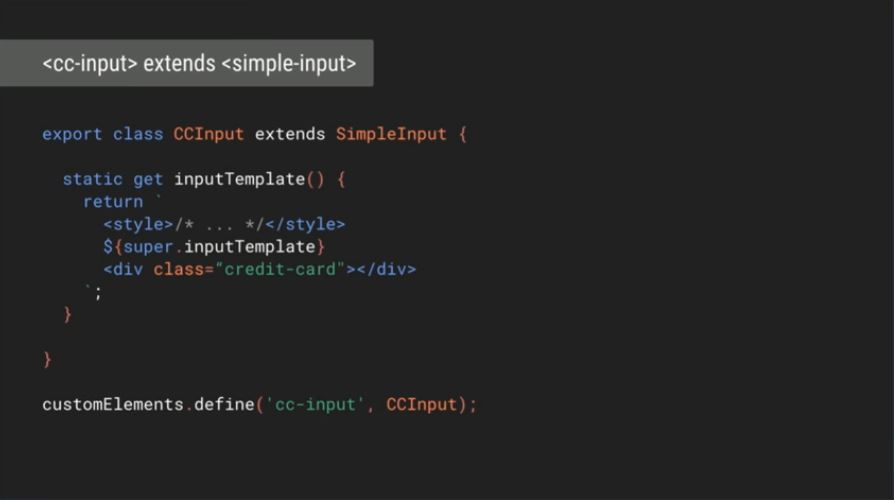 <cc-input> extends <simple-input>
export class CCInput extends SimpleInput {
static get inputTemplate() {
return `
<style>/* ... */</style>
${super.inputTemplate}
<div class=“credit-card"></div>
`;
}
}
customElements.define('cc-input', CCInput);